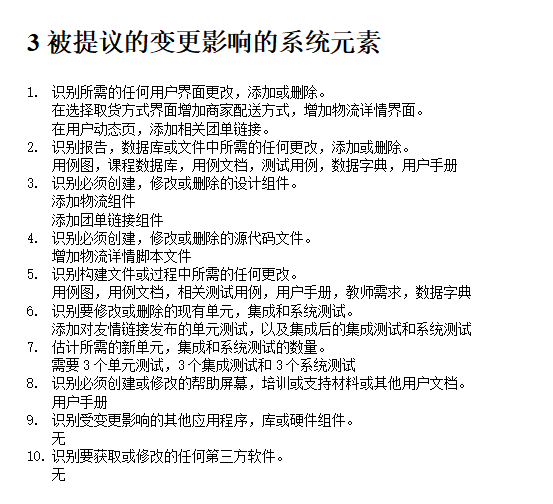 3 被提议的变更影响的系统元素
1. 识别所需的任何用户界面更改，添加或删除。
在选择取货方式界面增加商家配送方式，增加物流详情界面。
在用户动态页，添加相关团单链接。
2. 识别报告，数据库或文件中所需的任何更改，添加或删除。
用例图，课程数据库，用例文档，测试用例，数据字典，用户手册
3. 识别必须创建，修改或删除的设计组件。
添加物流组件
添加团单链接组件
4. 识别必须创建，修改或删除的源代码文件。
增加物流详情脚本文件
5. 识别构建文件或过程中所需的任何更改。
用例图，用例文档，相关测试用例，用户手册，教师需求，数据字典
6. 识别要修改或删除的现有单元，集成和系统测试。
添加对友情链接发布的单元测试，以及集成后的集成测试和系统测试
7. 估计所需的新单元，集成和系统测试的数量。
需要 3 个单元测试，3 个集成测试和 3 个系统测试
8. 识别必须创建或修改的帮助屏幕，培训或支持材料或其他用户文档。
用户手册
9. 识别受变更影响的其他应用程序，库或硬件组件。
无
10. 识别要获取或修改的任何第三方软件。
无